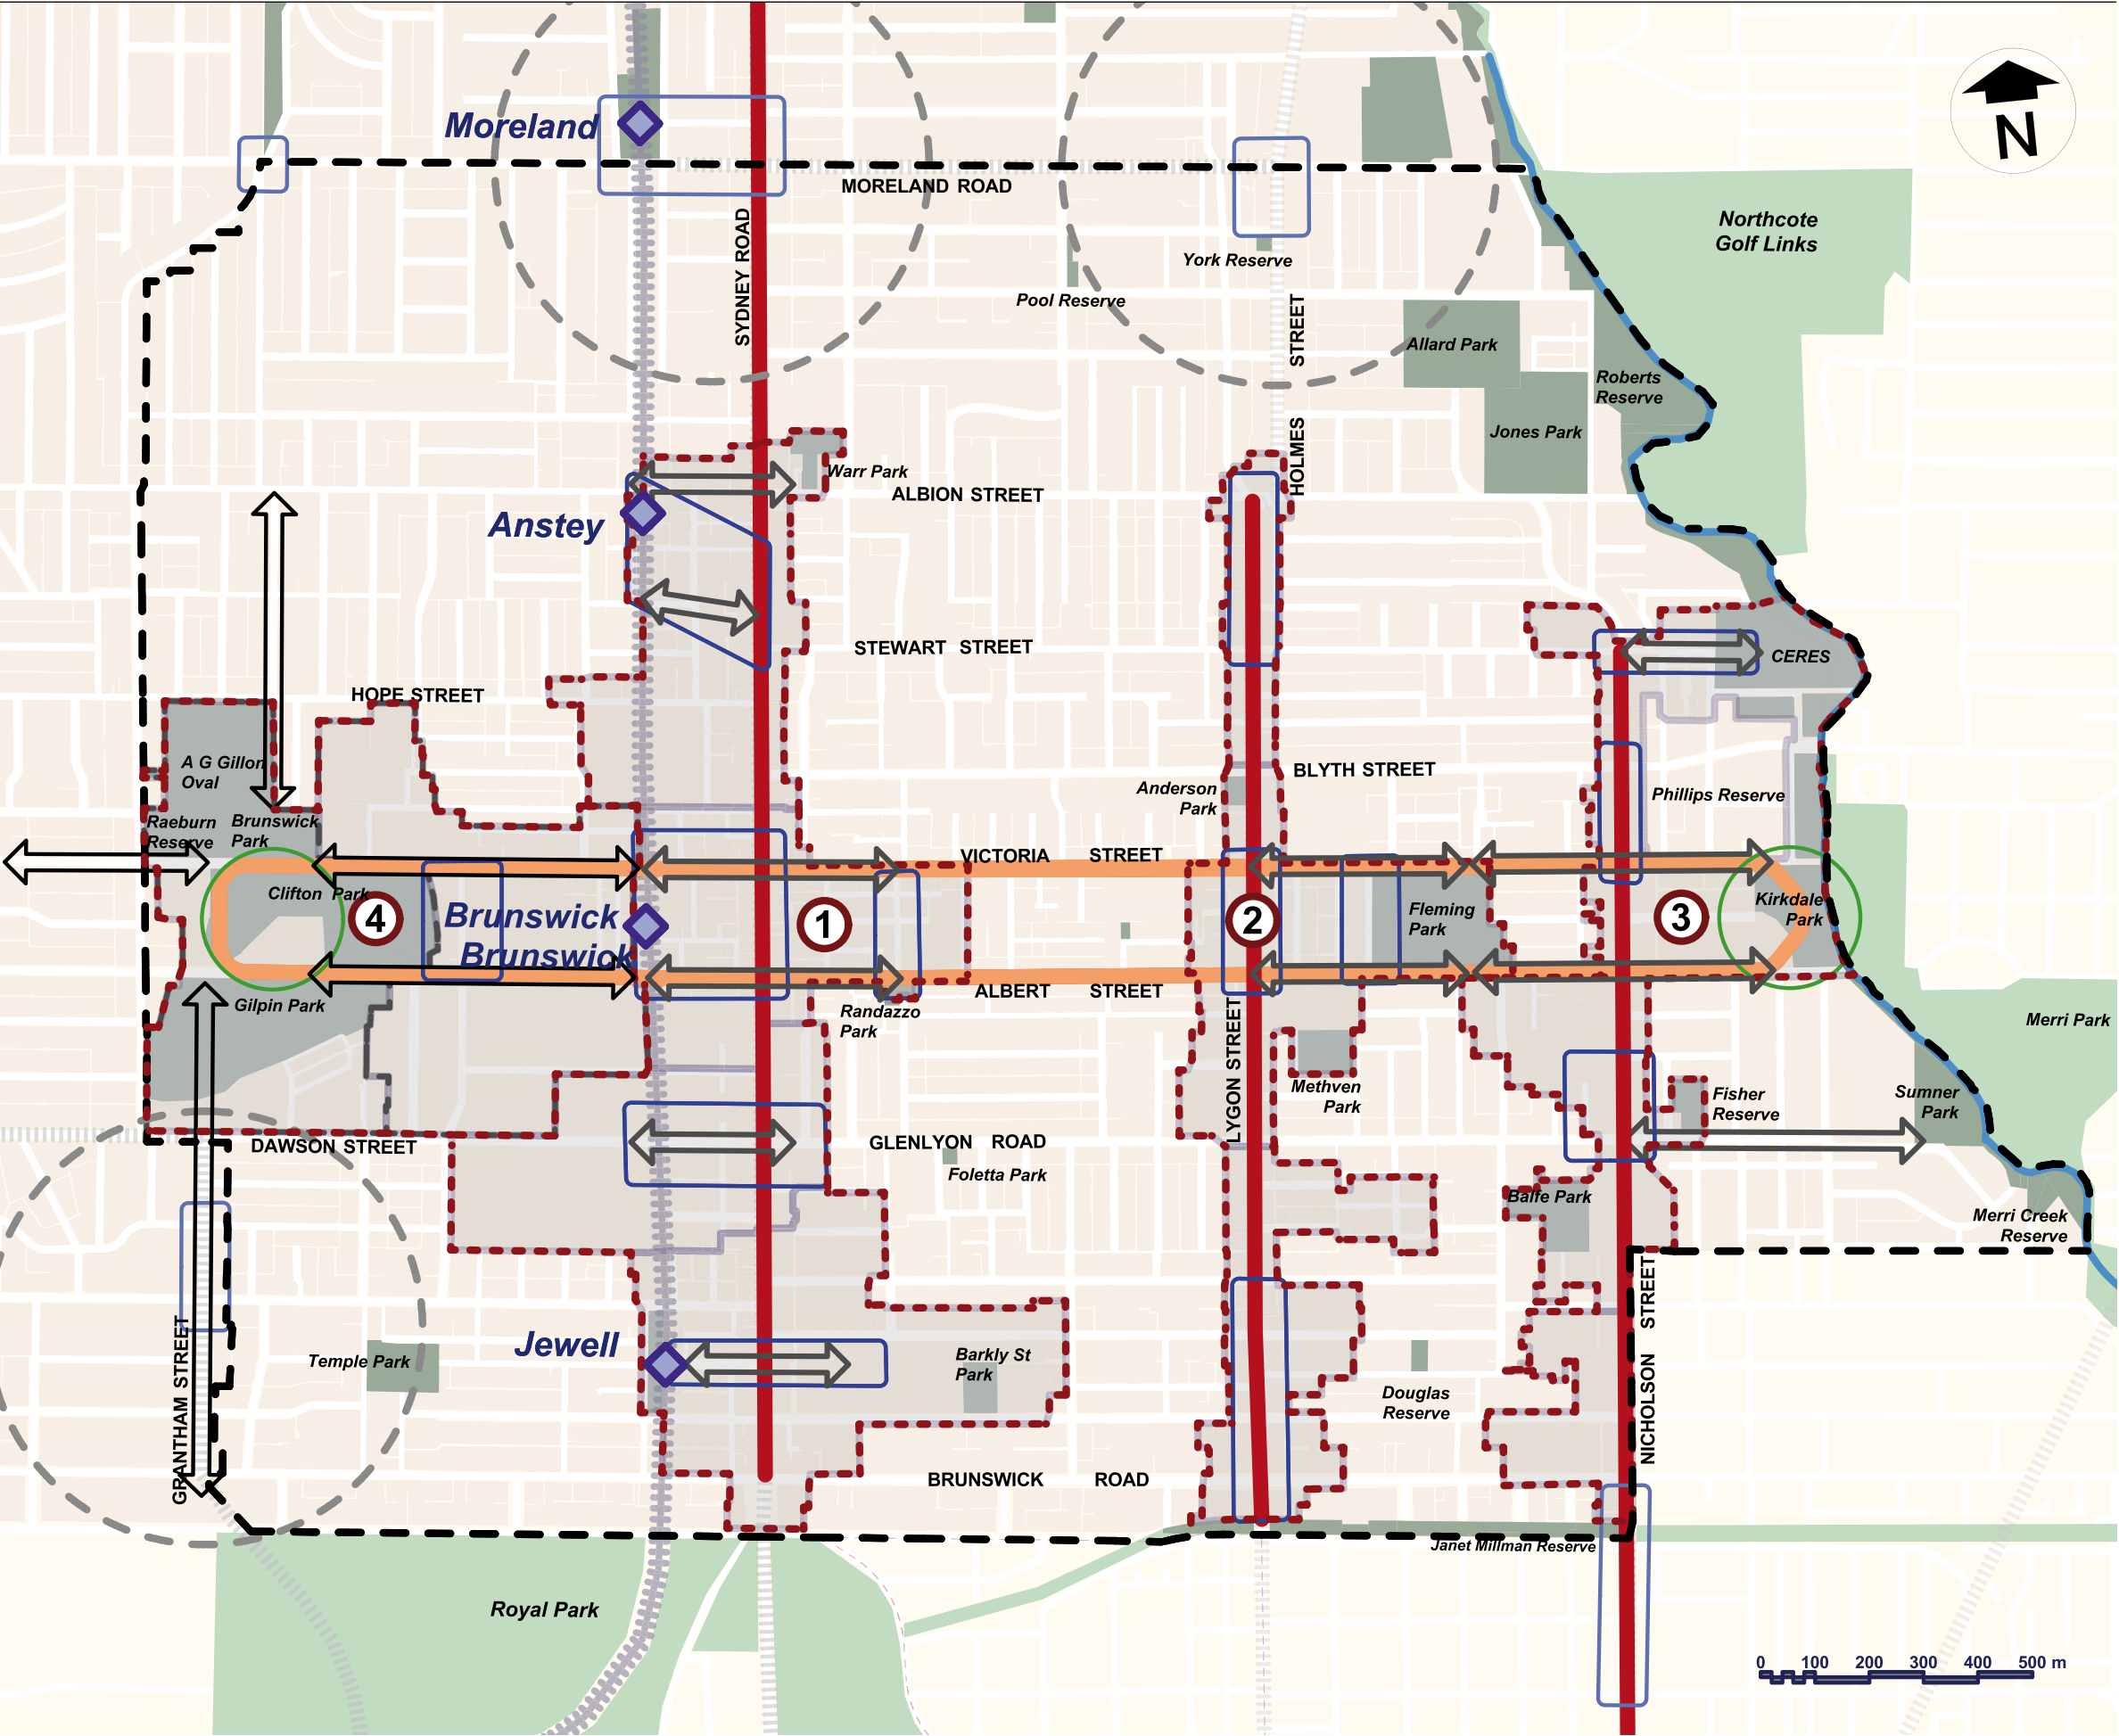 Moreland
MORELAND ROAD
N
Northcote
Golf Links
SYDNEY ROAD
York Reserve
Pool Reserve
HOLMES STREET
Allard Park
Roberts
Reserve
Jones Park
Warr Park
ALBION STREET
Anstey
STEWART STREET
CERES
HOPE STREET
A G Gillon
Oval
BLYTH STREET
Anderson
Park
Phillips Reserve
Raeburn
Reserve
Brunswick
Park
VICTORIA STREET
Clifton Park
4
Brunswick
Brunswick
1
2
Fleming
Park
3
Kirkdale
Park
Gilpin Park
ALBERT STREET
Randazzo
Park
Merri Park
LYGON STREET
Methven
Park
Fisher
Reserve
Sumner
Park
DAWSON STREET
GLENLYON ROAD
Foletta Park
Balfe Park
Merri Creek
Reserve
GRANTHAM STREET
Temple Park
Jewell
Barkly St
Park
Douglas
Reserve
NICHOLSON STREET
BRUNSWICK ROAD
Janet Millman Reserve
Royal Park
0 100 200 300 400 500 m